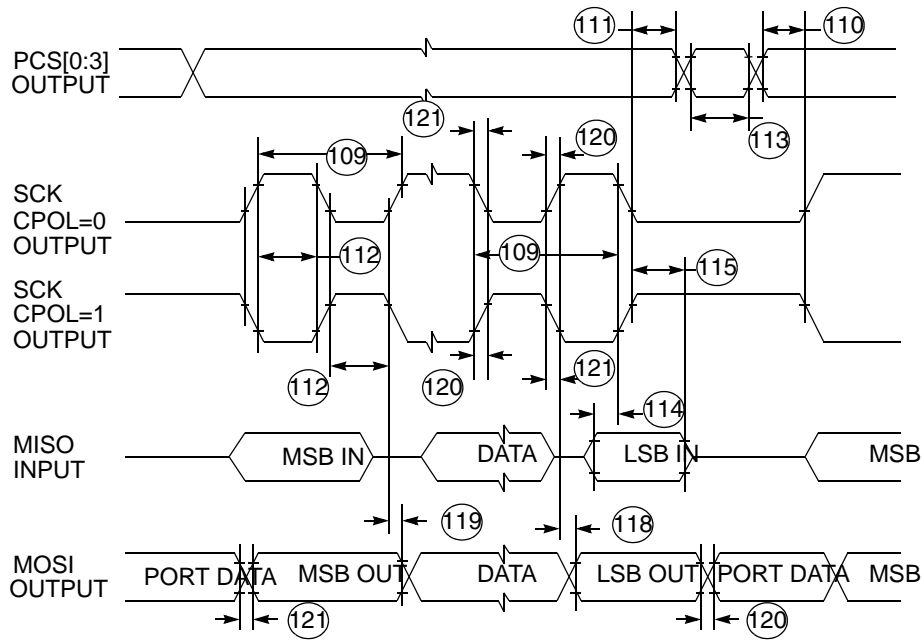 111
110
PCS[0:3]
OUTPUT
121
120
113
109
SCK
CPOL=0
OUTPUT
112
109
115
SCK
CPOL=1
OUTPUT
112
120
121
114
MISO
INPUT
MSB IN
DATA
LSB IN
MSB
119
118
MOSI
OUTPUT
PORT DATA
MSB OUT
DATA
LSB OUT
PORT DATA
MSB
121
120